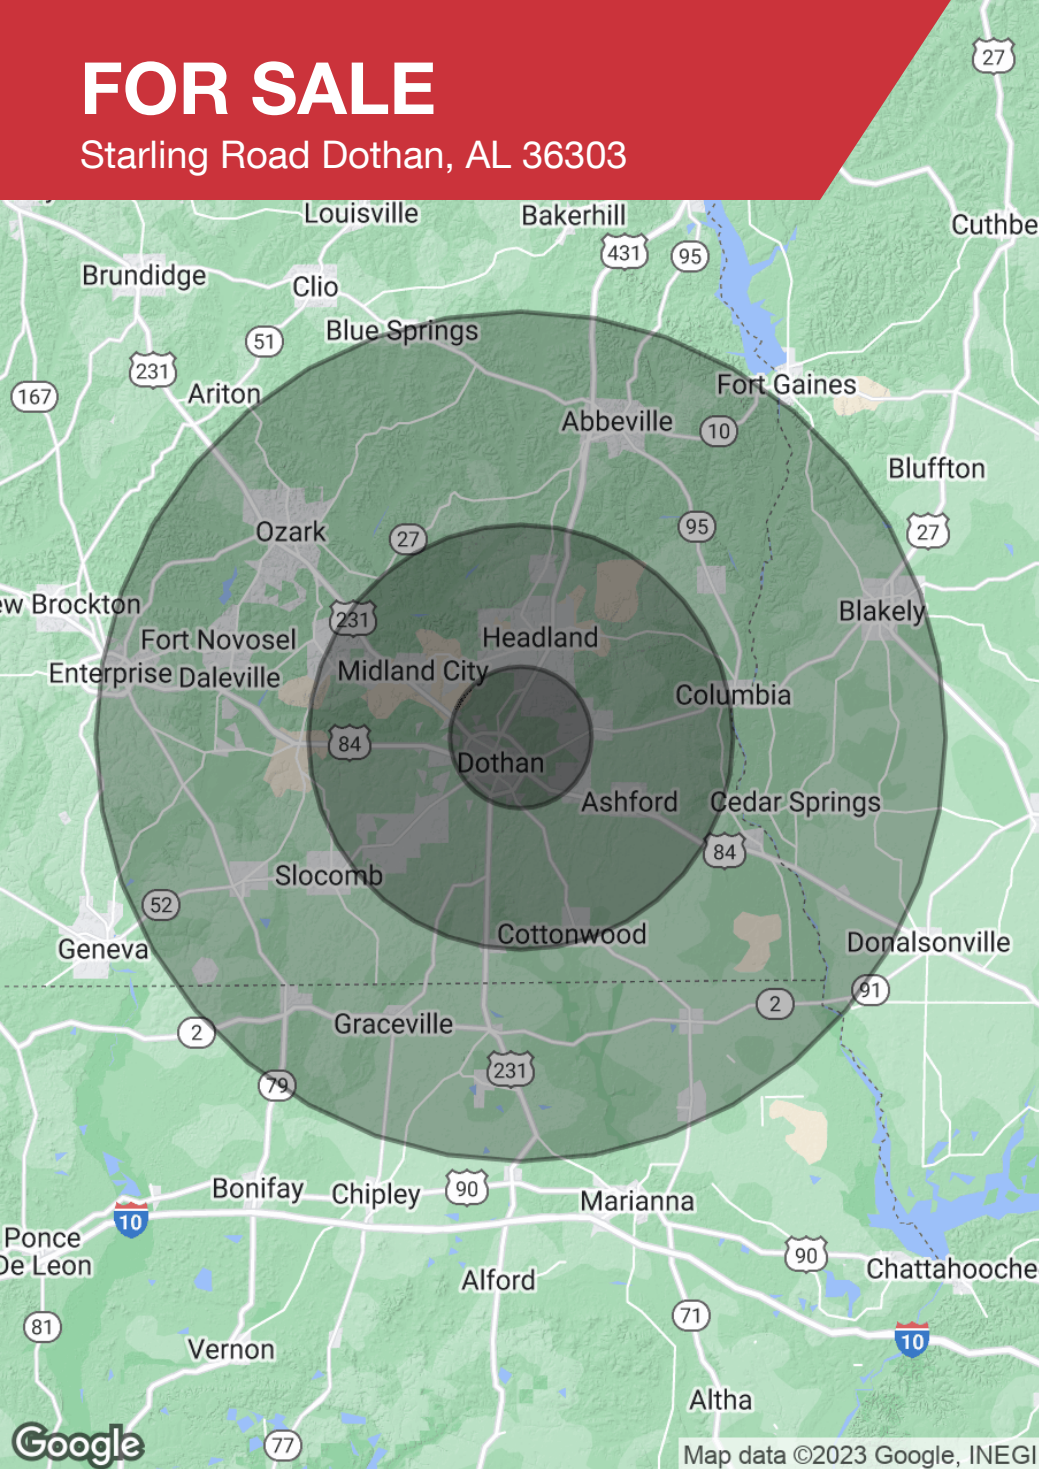 FOR SALE
Starling Road Dothan, AL 36303
27
Louisville
Bakerhill
Cuthbe
431
95
Brundidge
Clio
Blue Springs
51
231
167
Ariton
Fort Gaines
Abbeville
10
Bluffton
Ozark
27
95
27
ew Brockton
231
Blakely
Fort Novosel
Headland
Enterprise
Daleville
Midland City
Columbia
84
Dothan
Ashford
Cedar Springs
84
Slocomb
52
Geneva
Cottonwood
Donalsonville
91
2
2
Graceville
231
79
Bonifay
Chipley
90
Marianna
10
Ponce
De Leon
90
Alford
Chattahooche
81
71
10
Vernon
Altha
77
Google
Map data ©2023 Google, INEGI